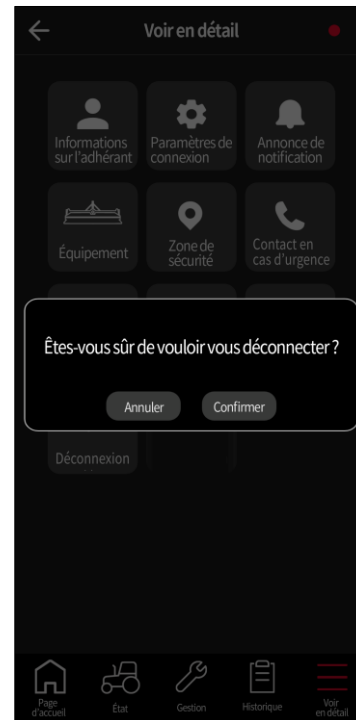 Voir en détail
Informations
sur l'adhérant
Paramètres de
connexion
Annonce de
notification
Équipement
Zone de
sécurité
Contact en
cas d'urgence
Êtes-vous sûr de vouloir vous déconnecter ?
Annuler
Confirmer
Déconnexion
Page
d'accueil
État
Gestion
Historique
Voir
en détail